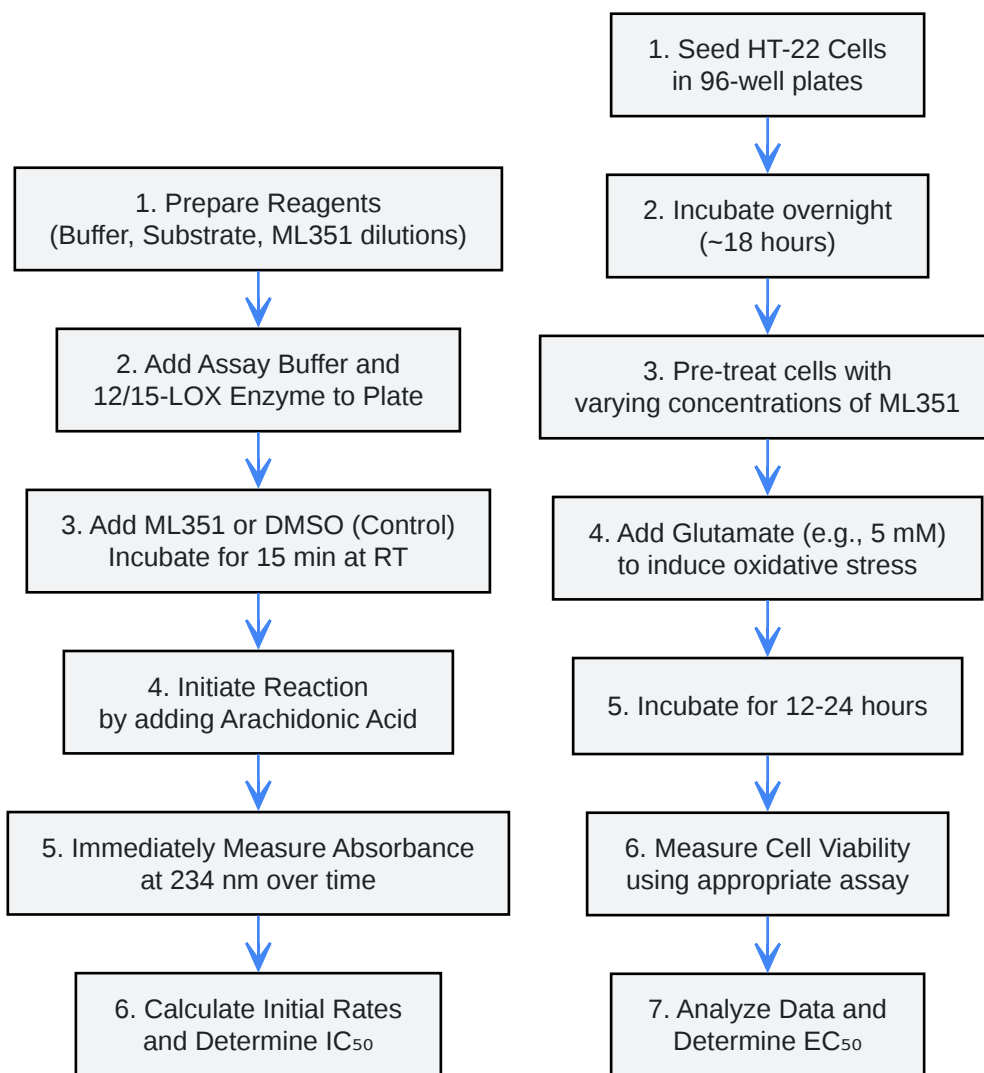 1. Prepare Reagents
(Buffer, Substrate, ML351 dilutions)
2. Add Assay Buffer and
12/15-LOX Enzyme to Plate
3. Add ML351 or DMSO (Control)
Incubate for 15 min at RT
4. Initiate Reaction
by adding Arachidonic Acid
5. Immediately Measure Absorbance
at 234 nm over time
6. Calculate Initial Rates
and Determine IC₅₀
1. Seed HT-22 Cells
in 96-well plates
2. Incubate overnight
(~18 hours)
3. Pre-treat cells with
varying concentrations of ML351
4. Add Glutamate (e.g., 5 mM)
to induce oxidative stress
5. Incubate for 12-24 hours
6. Measure Cell Viability
using appropriate assay
7. Analyze Data and
Determine EC₅₀